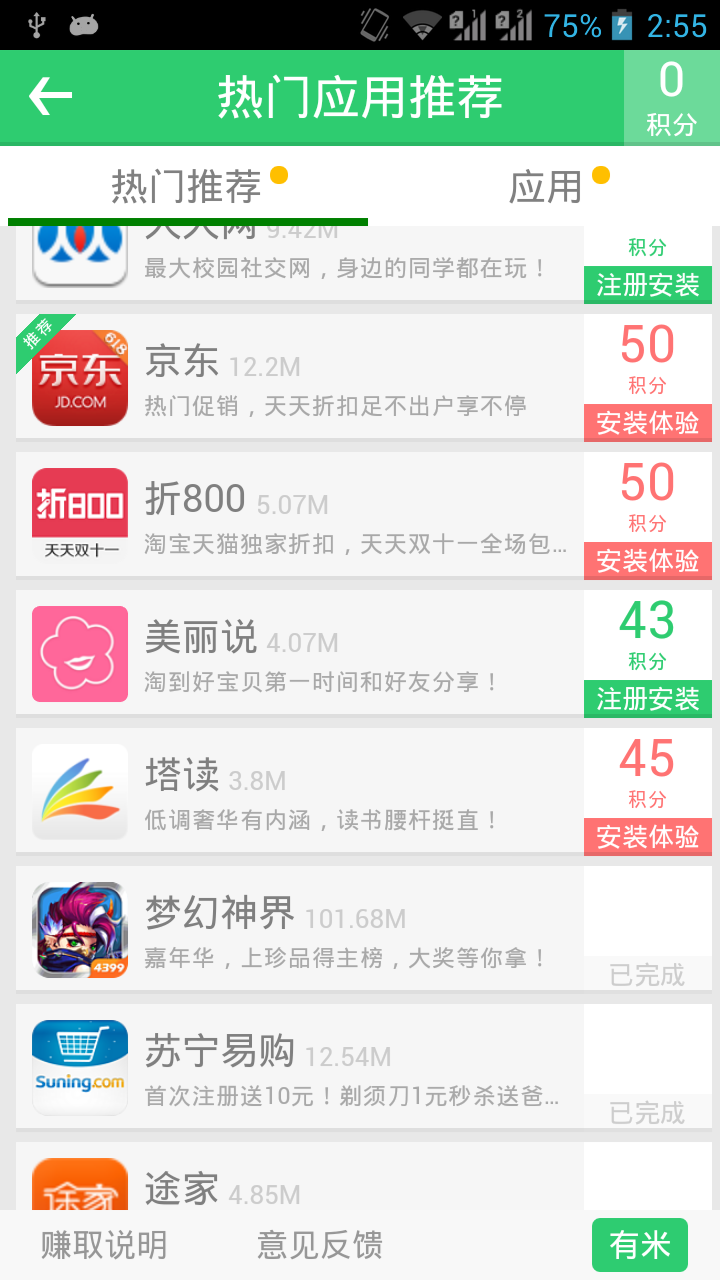 75% 2:55
热门应用推荐
0
积分
热门推荐
应用
9.42M
最大校园社交网，身边的同学都在玩！
积分
注册安装
推荐
618
京东
JD.COM
京东 12.2M
热门促销，天天折扣足不出户享不停
50
积分
安装体验
折800
天天双十一
折800 5.07M
淘宝天猫独家折扣，天天双十一全场包...
50
积分
安装体验
美丽说 4.07M
淘到好宝贝第一时间和好友分享！
43
积分
注册安装
塔读 3.8M
低调奢华有内涵，读书腰杆挺直！
45
积分
安装体验
4399
梦幻神界 101.68M
嘉年华，上珍品得主榜，大奖等你拿！
已完成
Suning.com
苏宁易购 12.54M
首次注册送10元！剃须刀1元秒杀送爸...
已完成
途家
途家 4.85M
赚取说明
意见反馈
有米